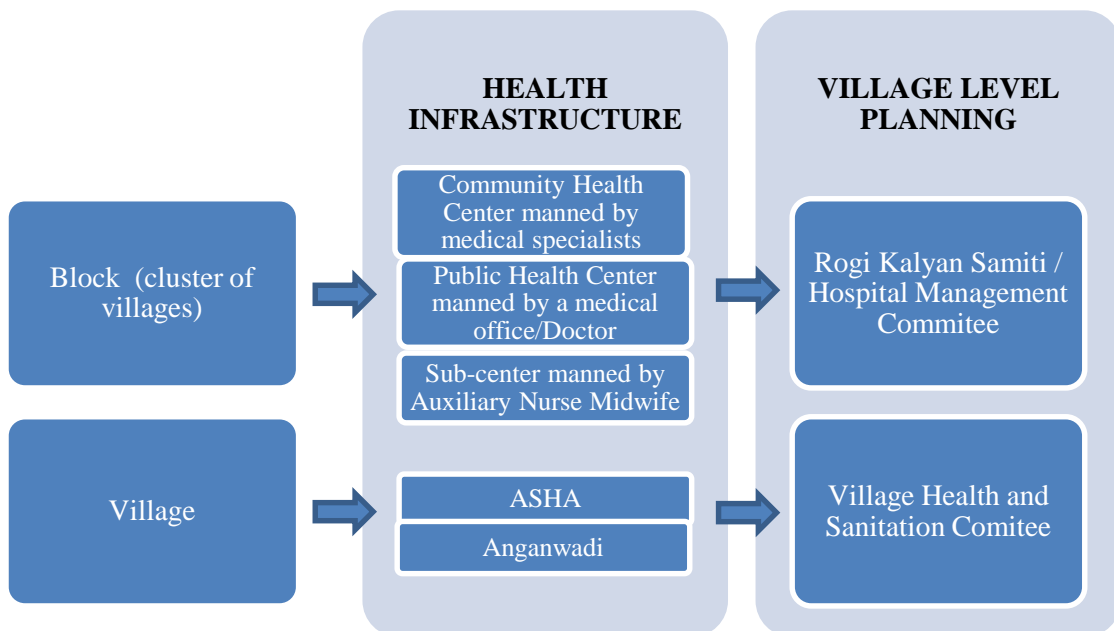 HEALTH
INFRASTRUCTURE
VILLAGE LEVEL
PLANNING
Block (cluster of
villages)
Community Health
Center manned by
medical specialists
Public Health Center
manned by a medical
office/Doctor
Sub-center manned by
Auxiliary Nurse Midwife
Rogi Kalyan Samiti /
Hospital Management
Commitee
Village
ASHA
Anganwadi
Village Health and
Sanitation Comitee